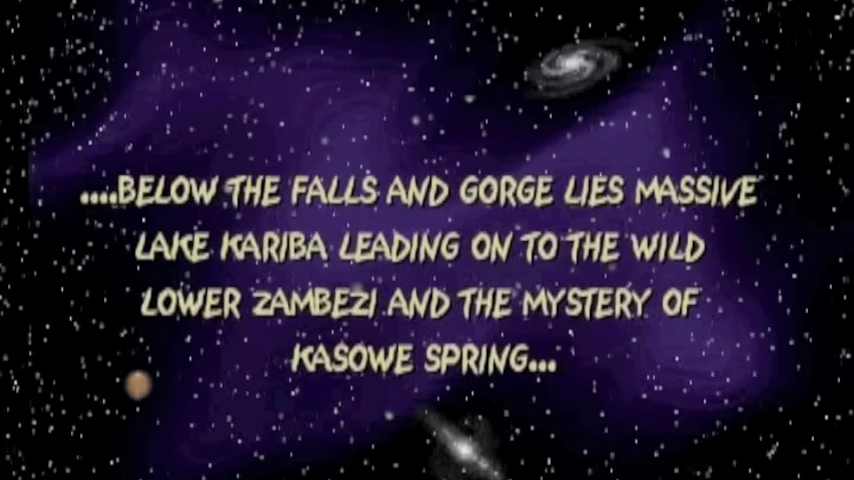 ....BELOW THE FALLS AND GORGE LIES MASSIVE
LAKE KARIBA LEADING ON TO THE WILD
LOWER ZAMBEZI AND THE MYSTERY OF
KASOWE SPRING...